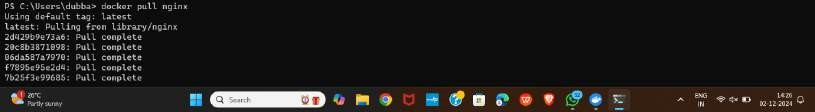 PS C:\Users\dubba> docker pull nginx
Using default tag: latest
latest: Pulling from library/nginx
2d429b9e73a6: Pull complete
20c8b3871098: Pull complete
06da587a7970: Pull complete
f7895e95e2d4: Pull complete
7b25f3e99685: Pull complete
26°C
Partly sunny
Search
ENG
IN
14:26
02-12-2024